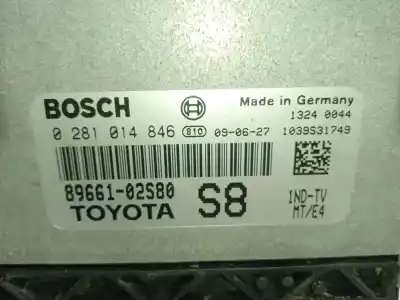 BOSCH Made in Germany
1324 0044
0 281 014 846 810 09-06-27 1039S31749
89661-02S80 S8 1ND-TV
TOYOTA MT/E4